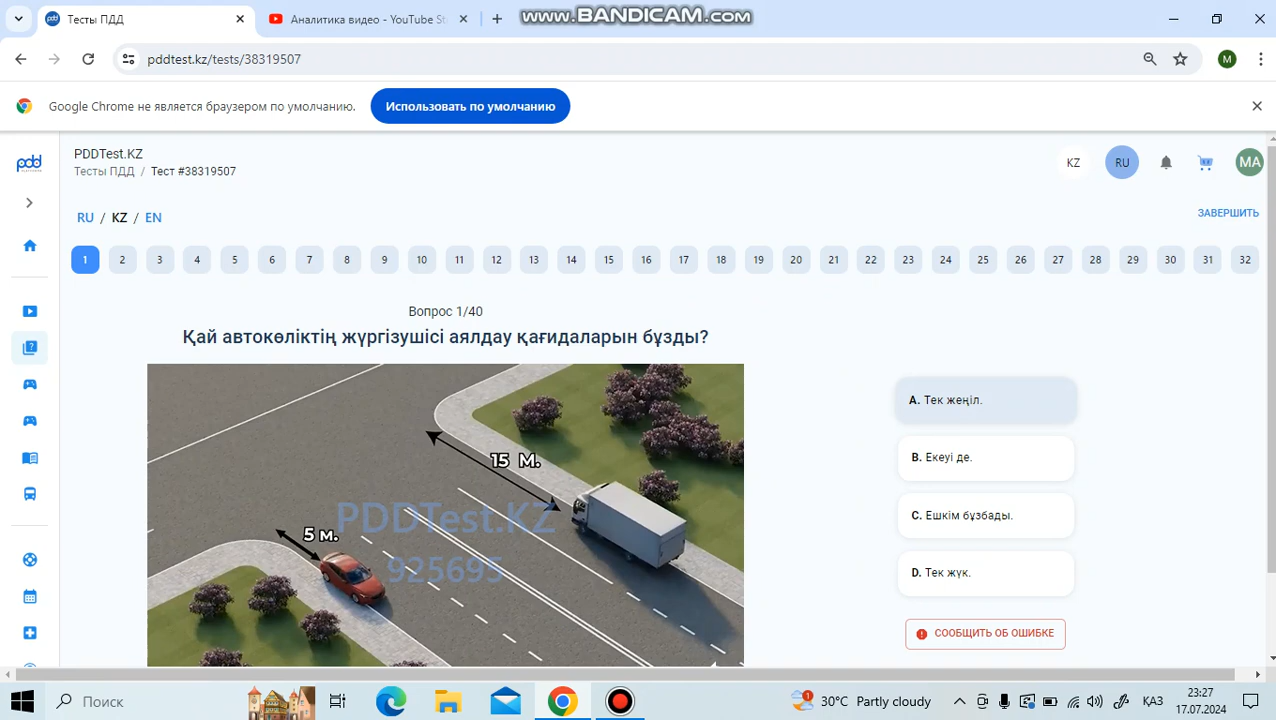 www.BANDICAM.com
Тесты ПДД
Аналитика видео - YouTube St
pddtest.kz/tests/38319507
M
Google Chrome не является браузером по умолчанию.
Использовать по умолчанию
pdd
PDDTest.KZ
Тесты ПДД / Тест #38319507
KZ
RU
MA
RU / KZ / EN
ЗАВЕРШИТЬ
1 2 3 4 5 6 7 8 9 10 11 12 13 14 15 16 17 18 19 20 21 22 23 24 25 26 27 28 29 30 31 32
Вопрос 1/40
Қай автокөліктің жүргізушісі аялдау қағидаларын бұзды?
15 М.
5 м.
PDDTest.KZ
925695
A. Тек жеңіл.
B. Екеуі де.
C. Ешкім бұзбады.
D. Тек жүк.
СООБЩИТЬ ОБ ОШИБКЕ
Поиск
30°C Partly cloudy
ҚАЗ
23:27
17.07.2024